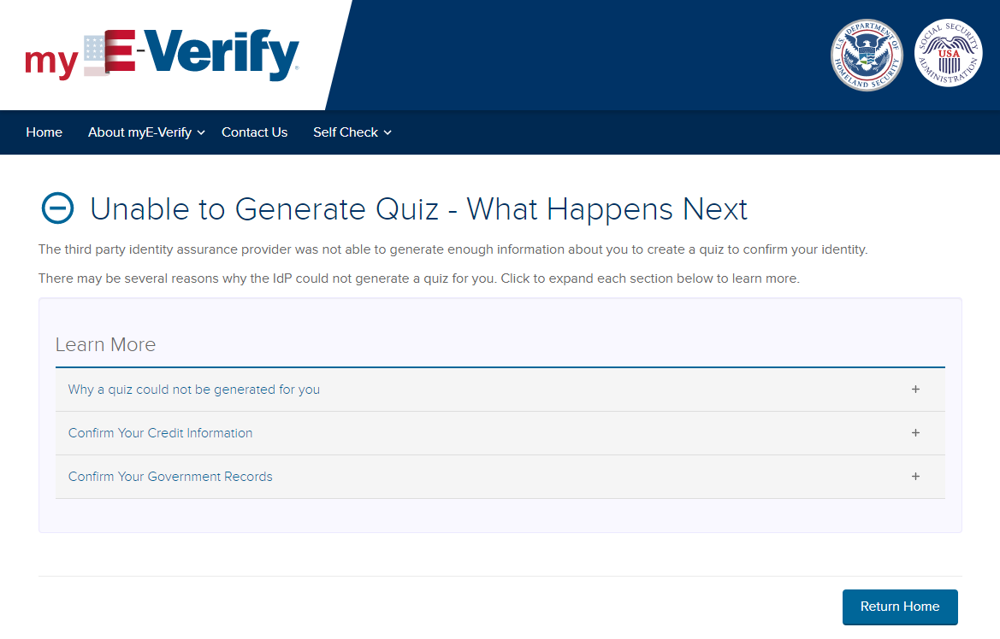 my E-Verify®
U.S. DEPARTMENT OF HOMELAND SECURITY
SOCIAL SECURITY ADMINISTRATION
USA
Home About myE-Verify Contact Us Self Check
Unable to Generate Quiz - What Happens Next
The third party identity assurance provider was not able to generate enough information about you to create a quiz to confirm your identity.
There may be several reasons why the IdP could not generate a quiz for you. Click to expand each section below to learn more.
Learn More
Why a quiz could not be generated for you +
Confirm Your Credit Information +
Confirm Your Government Records +
Return Home